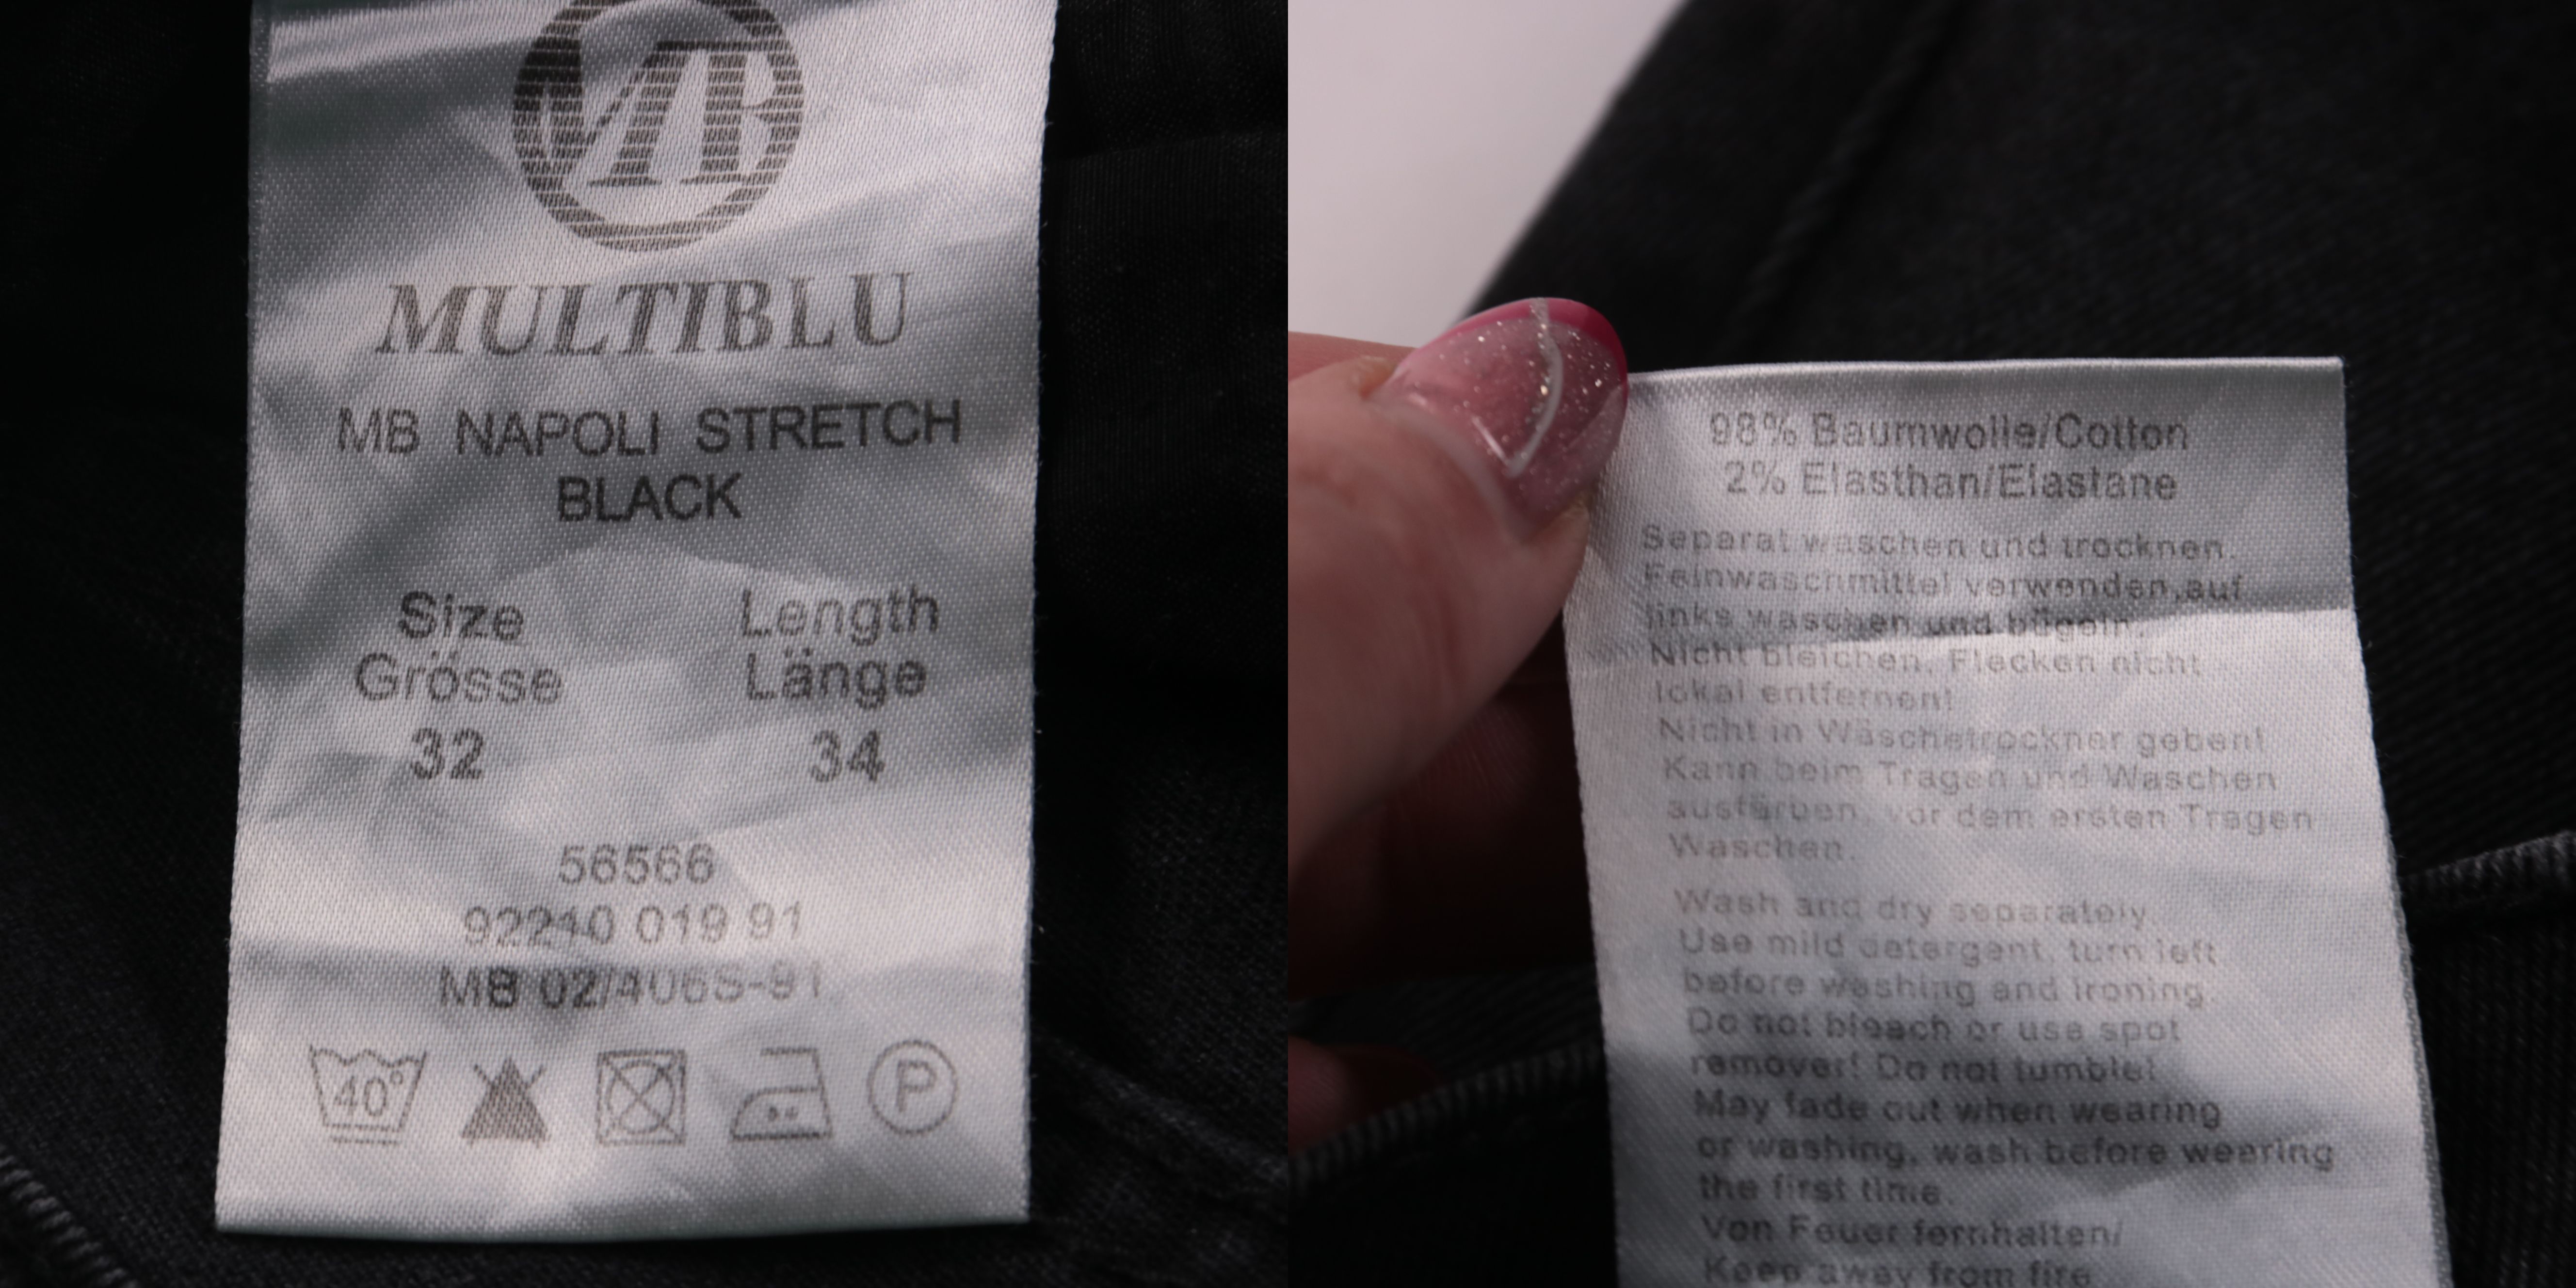 MB
MULTIBLU
MB NAPOLI STRETCH
BLACK
Size Length
Grösse Länge
32 34
56566
92210 019 91
MB 02/406S-91
40°
P
98% Baumwolle/Cotton
2% Elasthan/Elastane
Separat waschen und trocknen.
Feinwaschmittel verwenden,auf
links waschen und bügeln.
Nicht bleichen. Flecken nicht
lokal entfernen!
Nicht in Wäschetrockner geben!
Kann beim Tragen und Waschen
ausfärben, vor dem ersten Tragen
Waschen.
Wash and dry separately.
Use mild detergent, turn left
before washing and ironing.
Do not bleach or use spot
remover! Do not tumble!
May fade out when wearing
or washing, wash before wearing
the first time.
Von Feuer fernhalten/
Keep away from fire